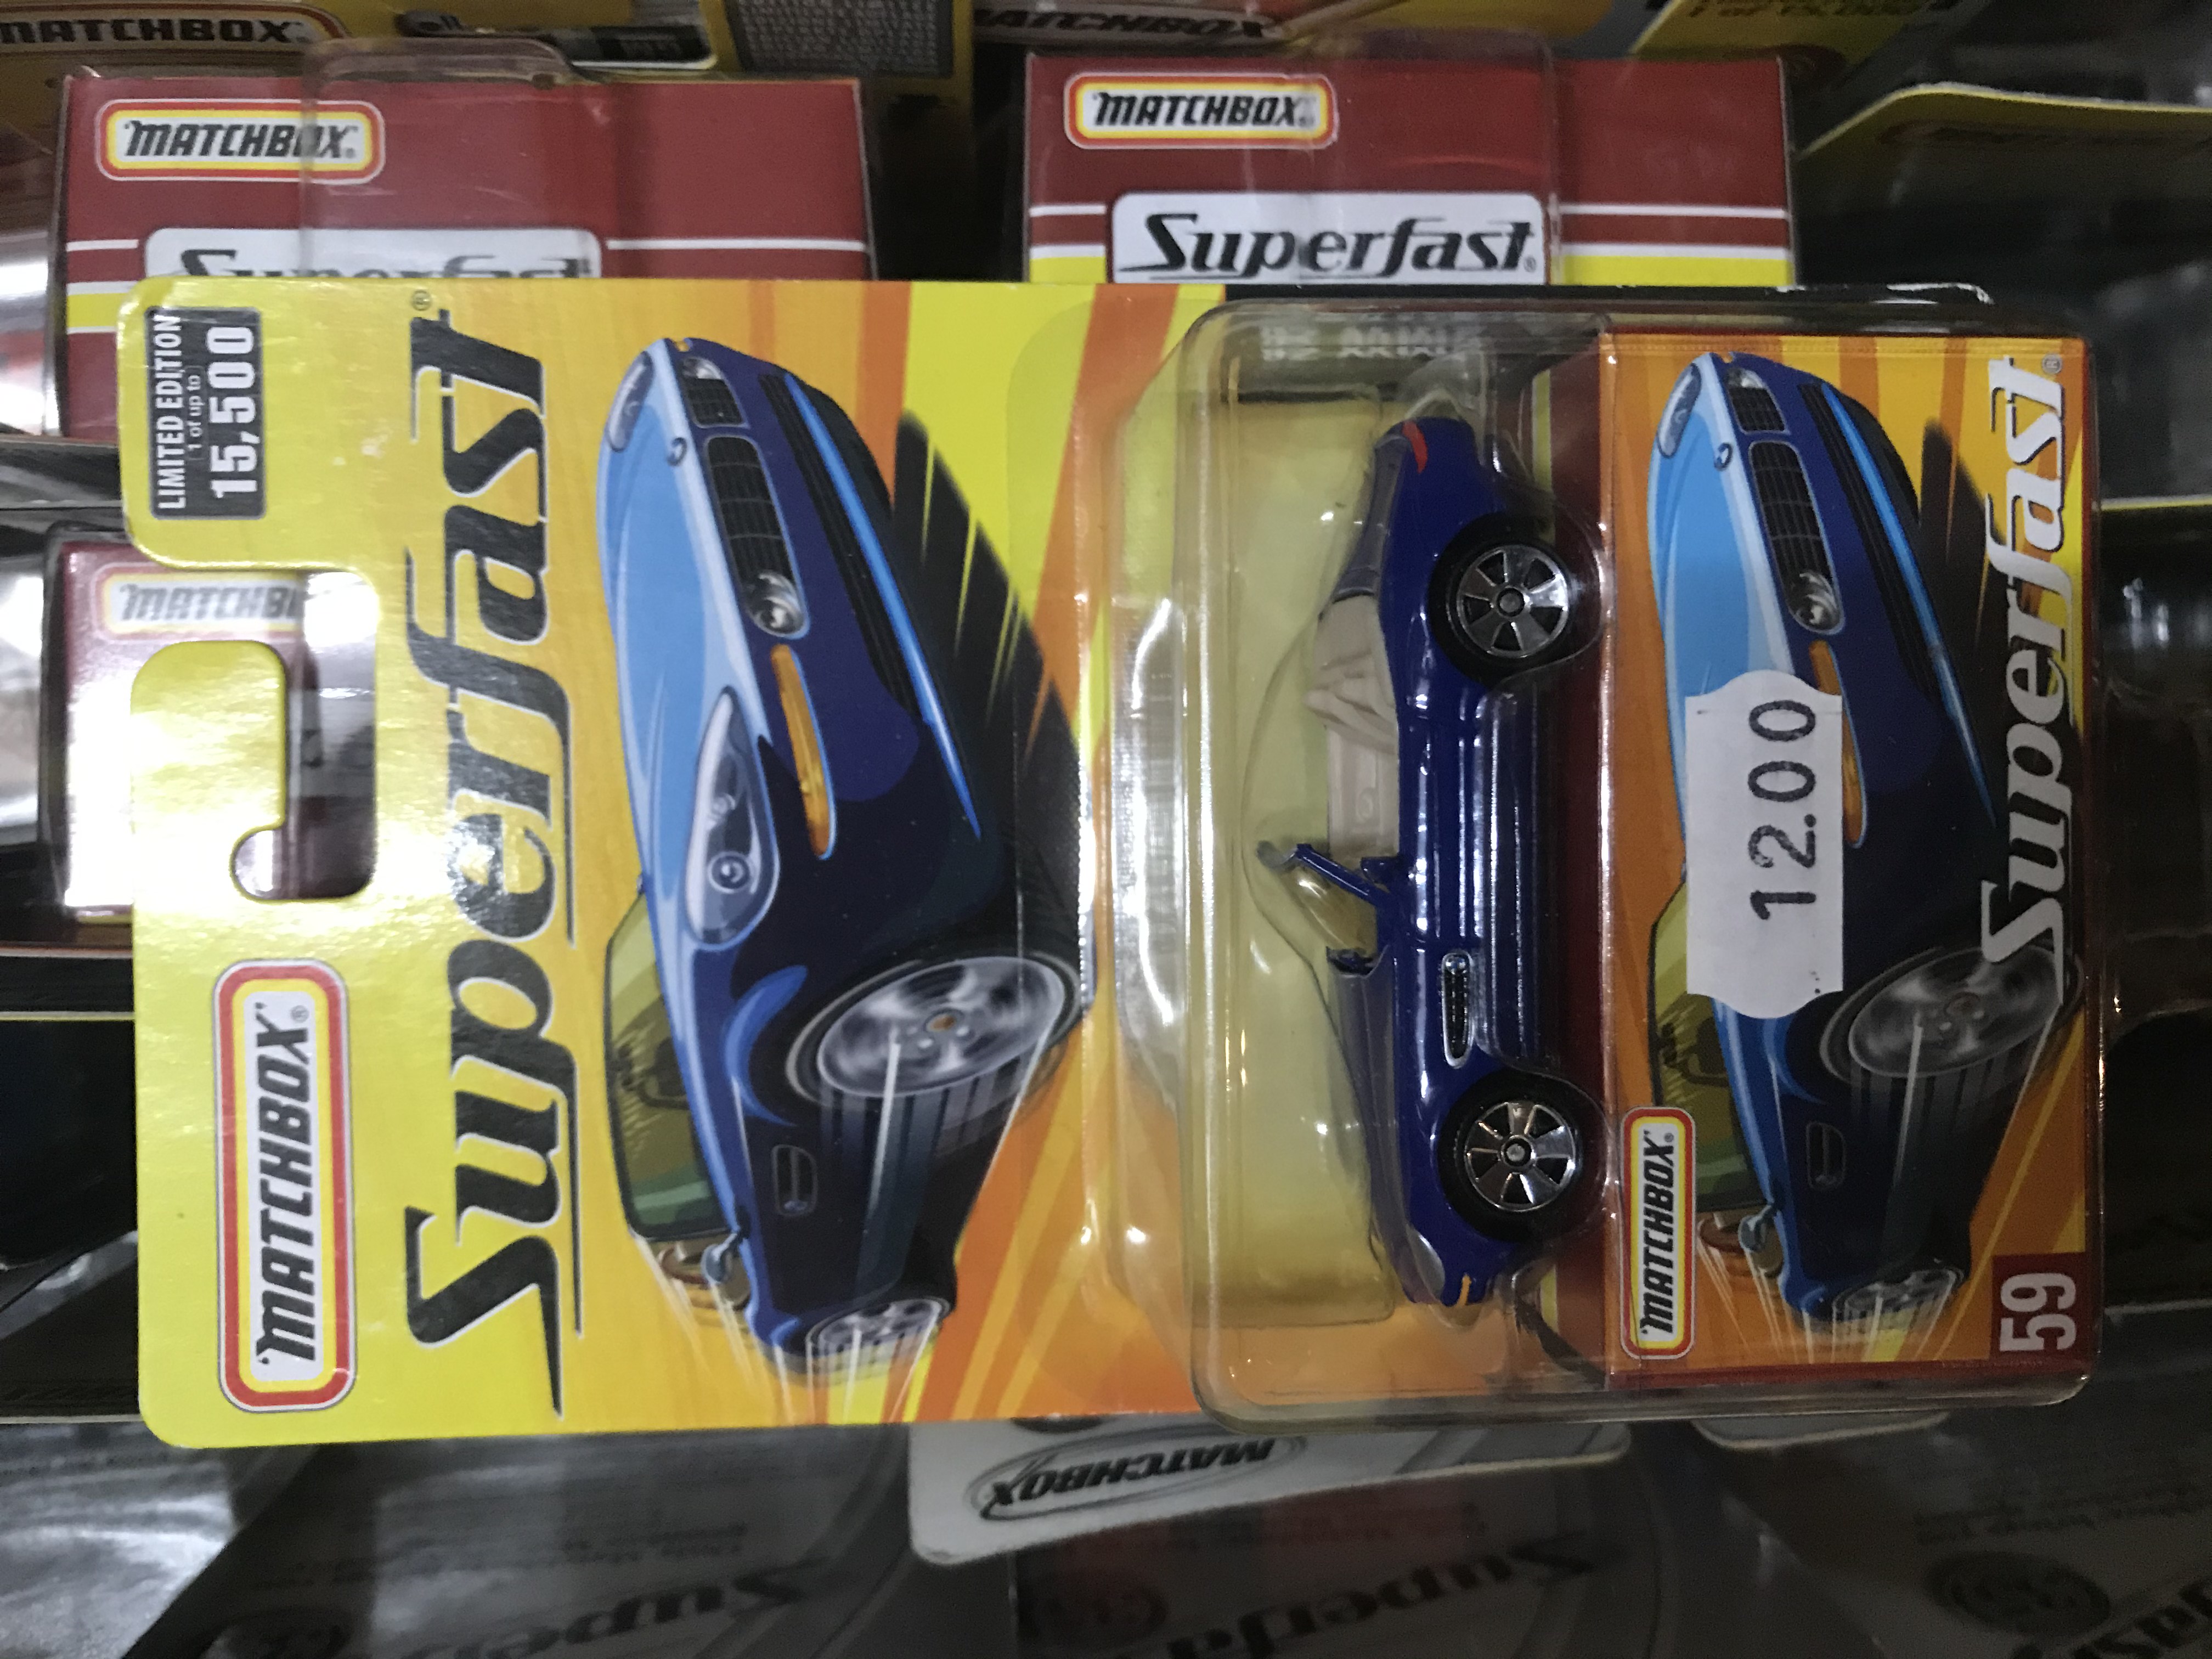 MATCHBOX
MATCHBOX
MATCHBOX®
Superfast
MATCHBOX®
Superfast®
LIMITED EDITION
1 of up to
15,500
MATCHBOX®
Superfast®
Superfast®
12.00
MATCHBOX®
59
MATCHBOX